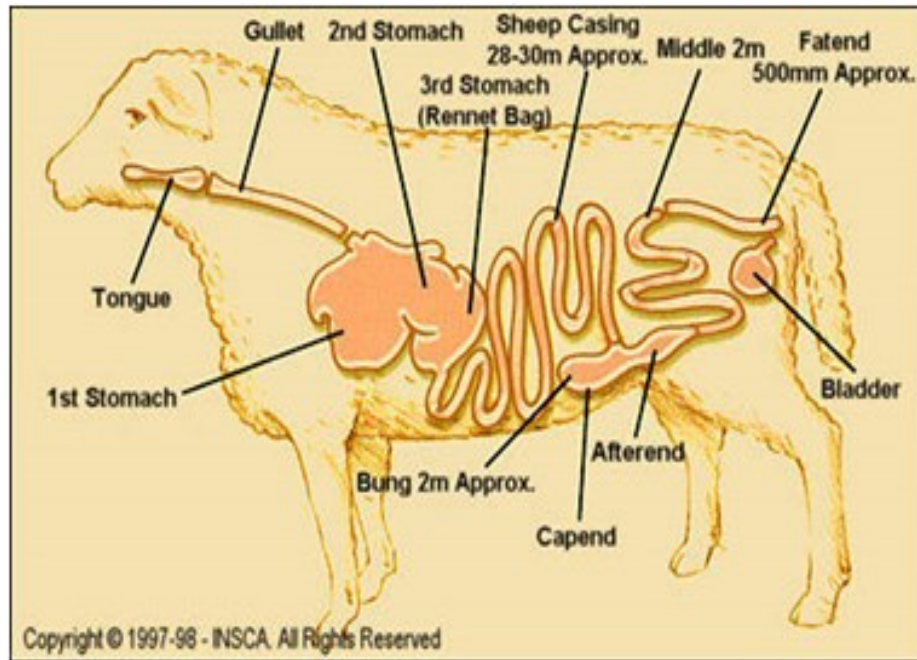 Gullet
2nd Stomach
Sheep Casing
28-30m Approx.
Middle 2m
Fatend
500mm Approx.
3rd Stomach
(Rennet Bag)
Tongue
1st Stomach
Bladder
Afterend
Bung 2m Approx.
Capend
Copyright © 1997-98 - INSCA. All Rights Reserved